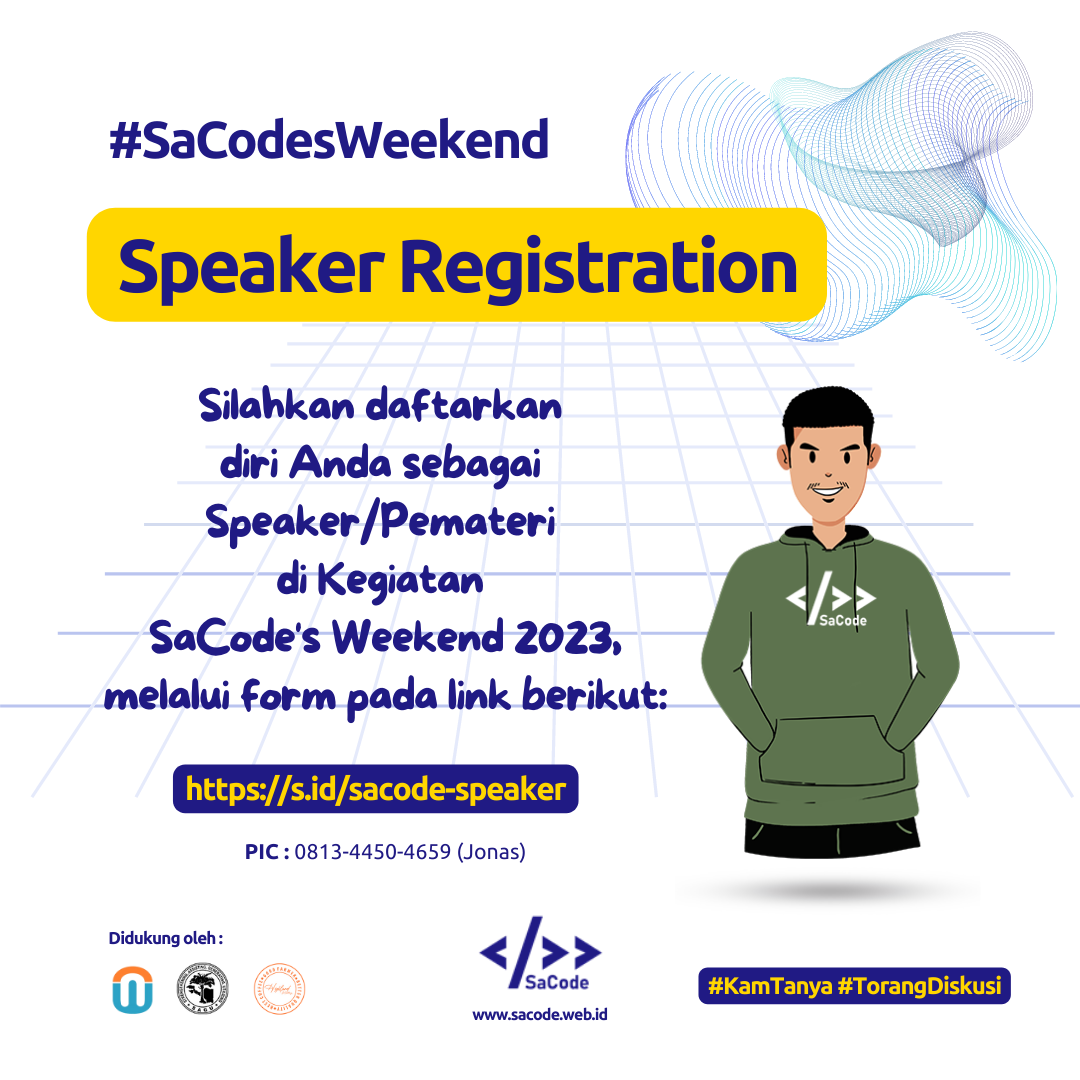 #SaCodesWeekend
Speaker Registration
Silahkan daftarkan
diri Anda sebagai
Speaker/Pemateri
di Kegiatan
SaCode's Weekend 2023,
melalui form pada link berikut:
https://s.id/sacode-speaker
PIC : 0813-4450-4659 (Jonas)
SaCode
Didukung oleh :
SAGU
SaCode
www.sacode.web.id
#KamTanya #TorangDiskusi